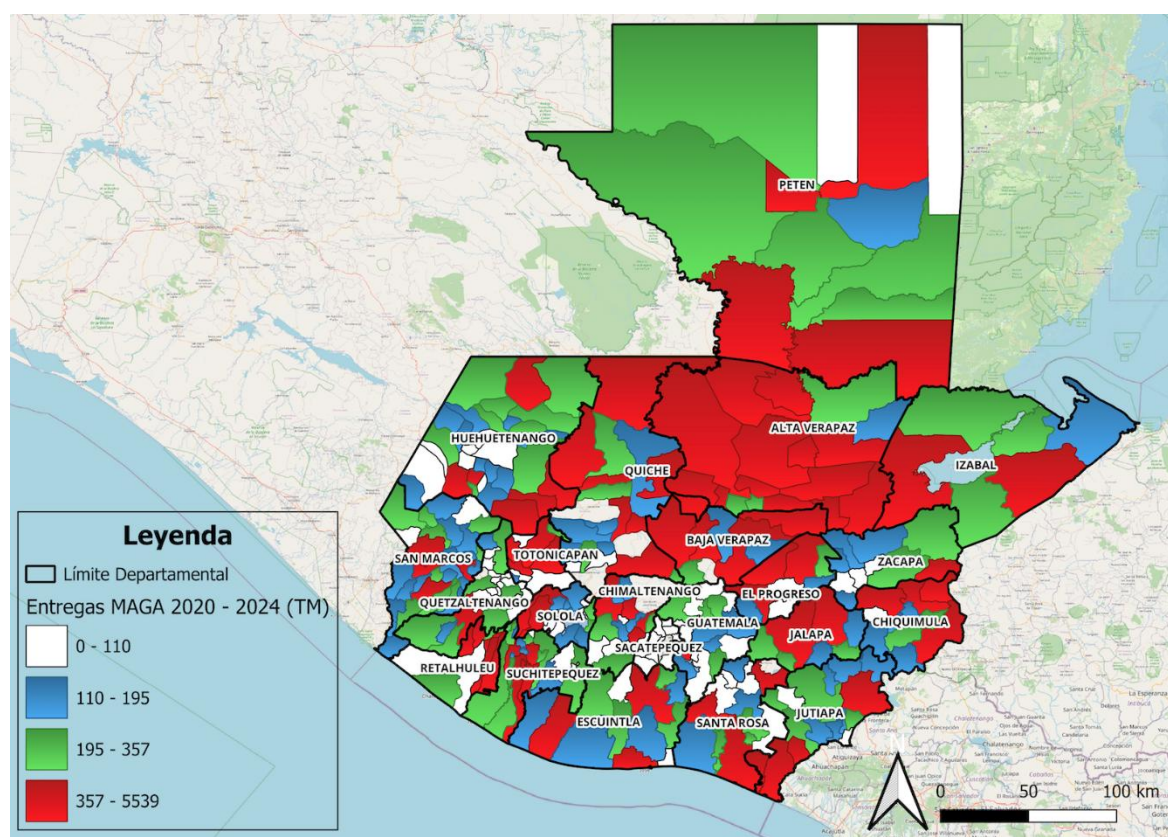 PETEN
ALTA VERAPAZ
HUEHUETENANGO
IZABAL
QUICHE
BAJA VERAPAZ
SAN MARCOS
TOTONICAPAN
ZACAPA
CHIMALTENANGO
EL PROGRESO
QUETZALTENANGO
SOLOLA
GUATEMALA
CHIQUIMULA
JALAPA
SACATEPEQUEZ
RETALHULEU
SUCHITEPEQUEZ
ESCUINTLA
SANTA ROSA
JUTIAPA
Leyenda
Límite Departamental
Entregas MAGA 2020 - 2024 (TM)
0 - 110
110 - 195
195 - 357
357 - 5539
0 50 100 km